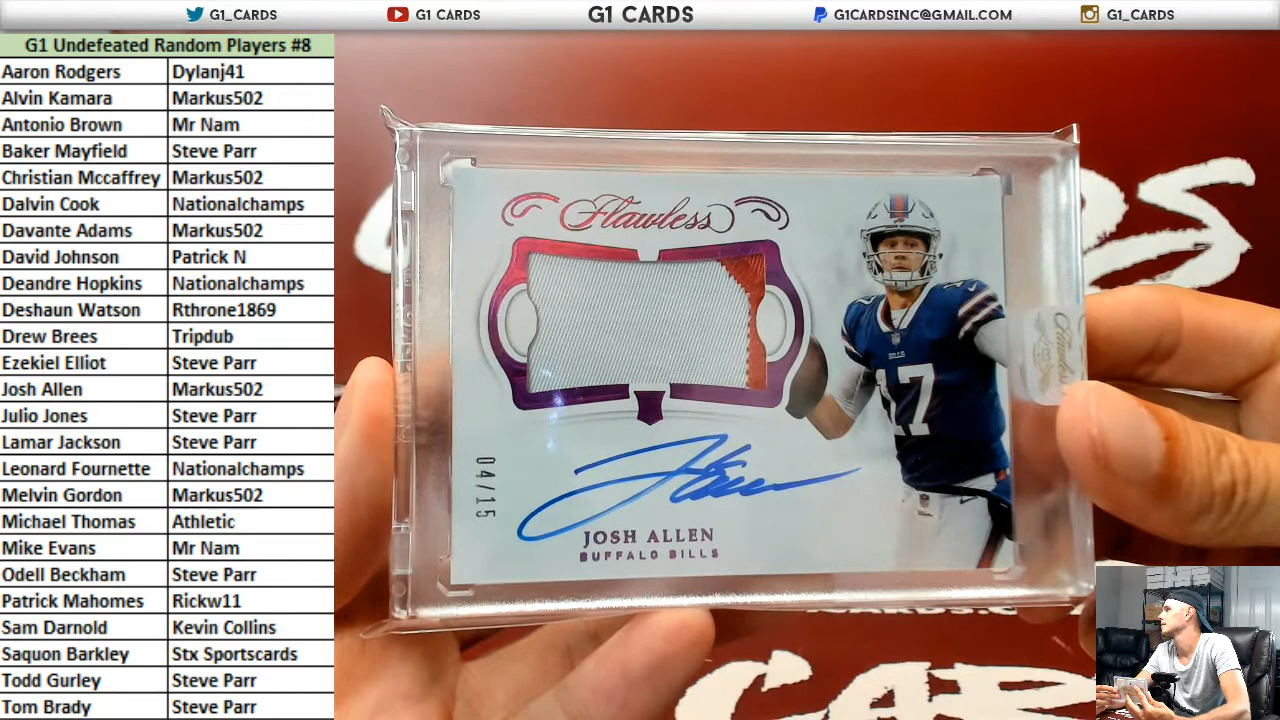 G1_CARDS
G1 CARDS
G1 CARDS
G1CARDSINC@GMAIL.COM
G1_CARDS
G1 Undefeated Random Players #8
Aaron Rodgers Dylanj41
Alvin Kamara Markus502
Antonio Brown Mr Nam
Baker Mayfield Steve Parr
Christian Mccaffrey Markus502
Dalvin Cook Nationalchamps
Davante Adams Markus502
David Johnson Patrick N
Deandre Hopkins Nationalchamps
Deshaun Watson Rthrone1869
Drew Brees Tripdub
Ezekiel Elliot Steve Parr
Josh Allen Markus502
Julio Jones Steve Parr
Lamar Jackson Steve Parr
Leonard Fournette Nationalchamps
Melvin Gordon Markus502
Michael Thomas Athletic
Mike Evans Mr Nam
Odell Beckham Steve Parr
Patrick Mahomes Rickw11
Sam Darnold Kevin Collins
Saquon Barkley Stx Sportscards
Todd Gurley Steve Parr
Tom Brady Steve Parr
Flawless
BILLS
17
17
04/15
JOSH ALLEN
BUFFALO BILLS
Flawless